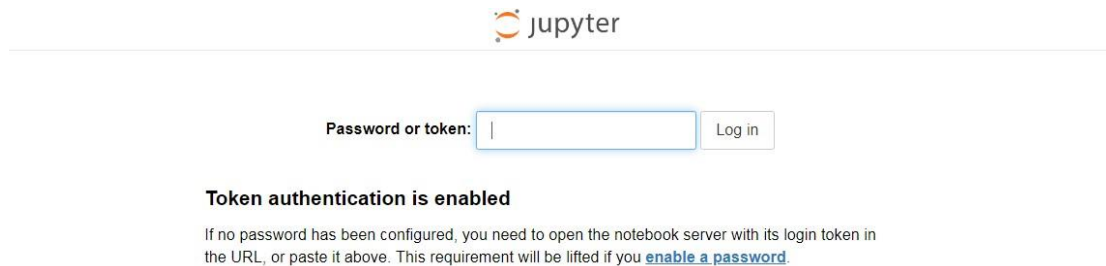 jupyter
Password or token: Log in
Token authentication is enabled
If no password has been configured, you need to open the notebook server with its login token in
the URL, or paste it above. This requirement will be lifted if you enable a password.